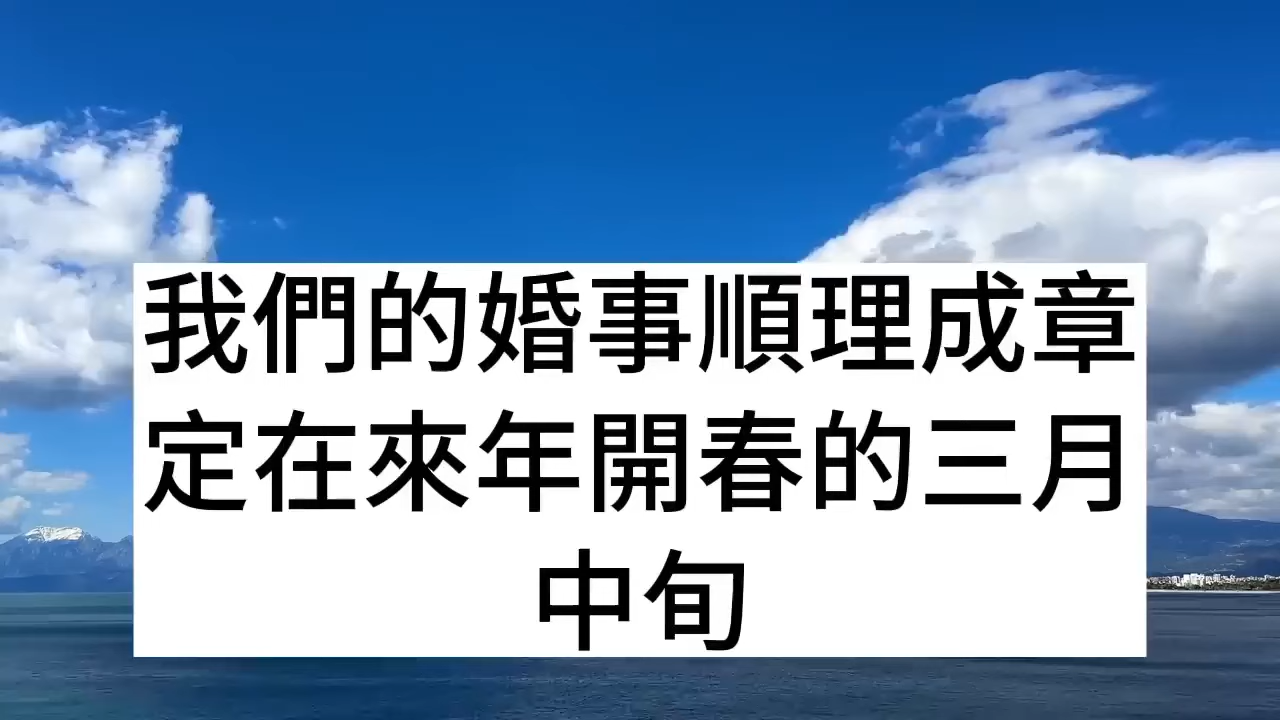 我們的婚事順理成章
定在來年開春的三月
中旬